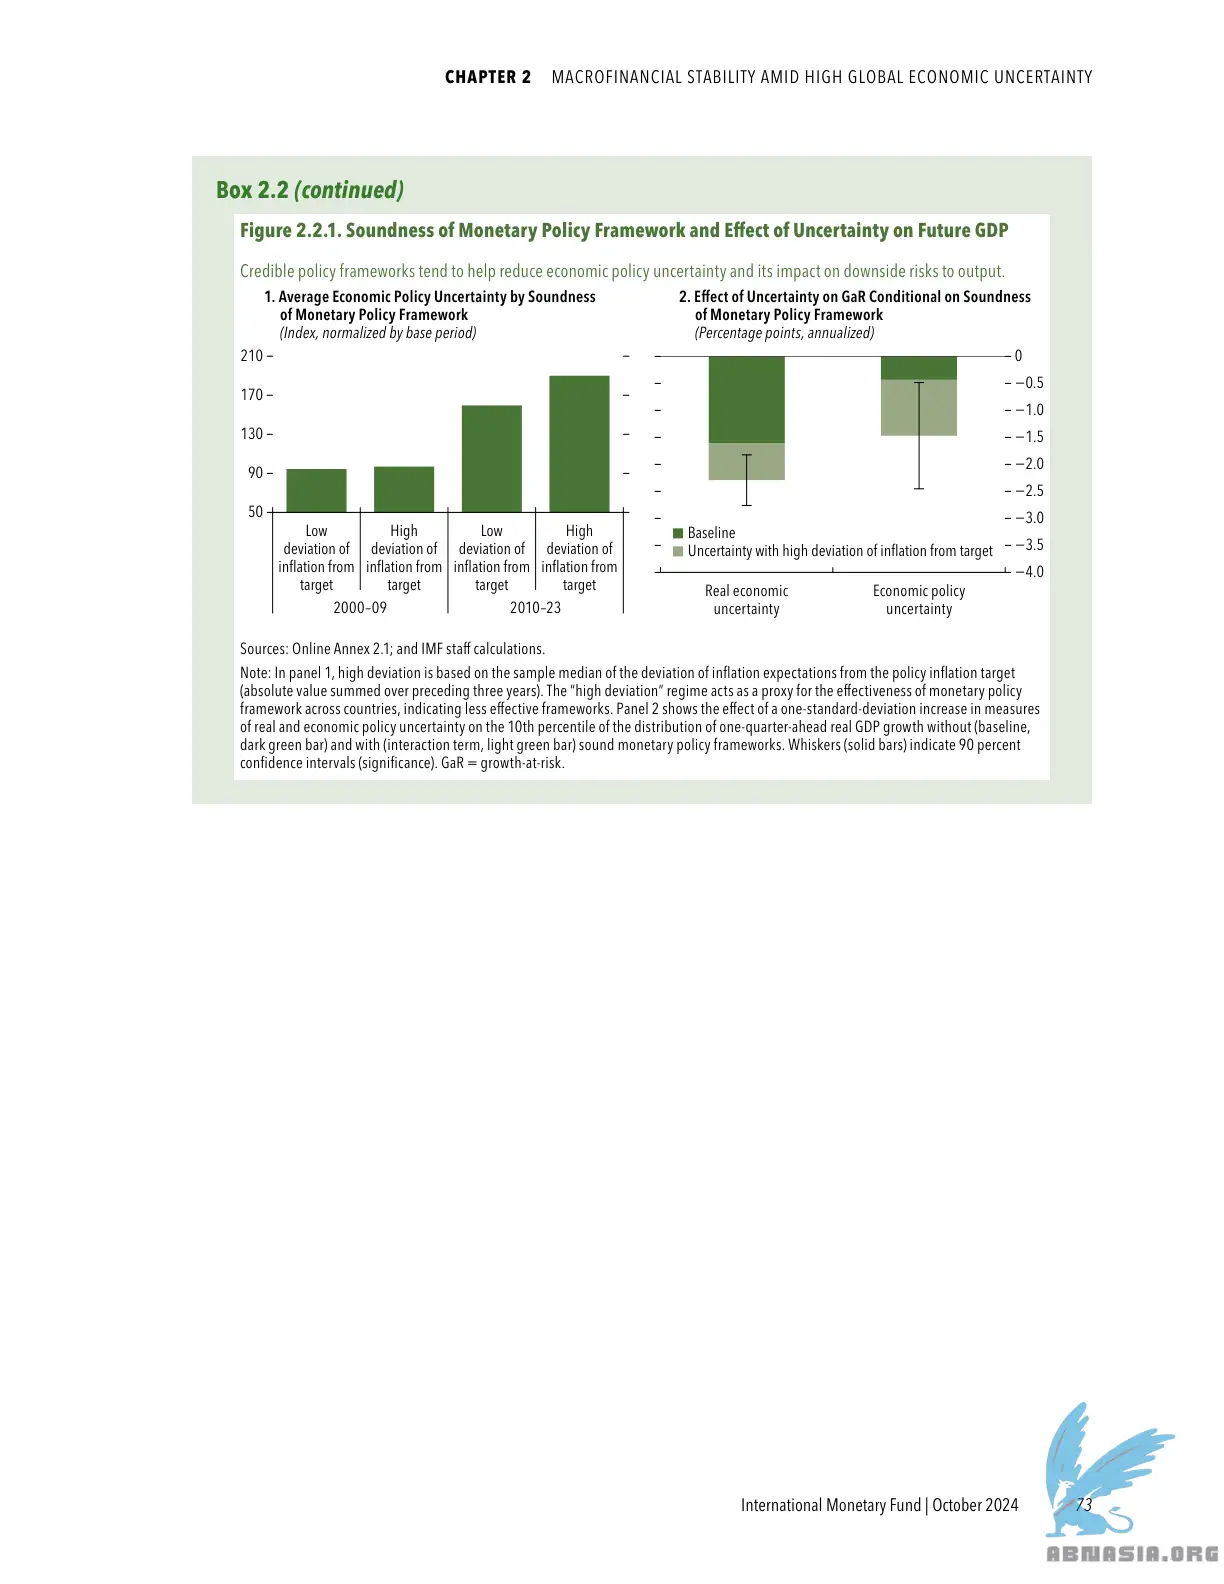 CHAPTER 2 MACROFINANCIAL STABILITY AMID HIGH GLOBAL ECONOMIC UNCERTAINTY
Box 2.2 (continued)
Figure 2.2.1. Soundness of Monetary Policy Framework and Effect of Uncertainty on Future GDP
Credible policy frameworks tend to help reduce economic policy uncertainty and its impact on downside risks to output.
1. Average Economic Policy Uncertainty by Soundness
of Monetary Policy Framework
(Index, normalized by base period)
210
170
130
90
50
Low
deviation of
inflation from
target
High
deviation of
inflation from
target
Low
deviation of
inflation from
target
High
deviation of
inflation from
target
2000–09
2010–23
2. Effect of Uncertainty on GaR Conditional on Soundness
of Monetary Policy Framework
(Percentage points, annualized)
0
−0.5
−1.0
−1.5
−2.0
−2.5
−3.0
−3.5
−4.0
Baseline
Uncertainty with high deviation of inflation from target
Real economic
uncertainty
Economic policy
uncertainty
Sources: Online Annex 2.1; and IMF staff calculations.
Note: In panel 1, high deviation is based on the sample median of the deviation of inflation expectations from the policy inflation target
(absolute value summed over preceding three years). The “high deviation” regime acts as a proxy for the effectiveness of monetary policy
framework across countries, indicating less effective frameworks. Panel 2 shows the effect of a one-standard-deviation increase in measures
of real and economic policy uncertainty on the 10th percentile of the distribution of one-quarter-ahead real GDP growth without (baseline,
dark green bar) and with (interaction term, light green bar) sound monetary policy frameworks. Whiskers (solid bars) indicate 90 percent
confidence intervals (significance). GaR = growth-at-risk.
International Monetary Fund | October 2024 73
ABNASIA.ORG